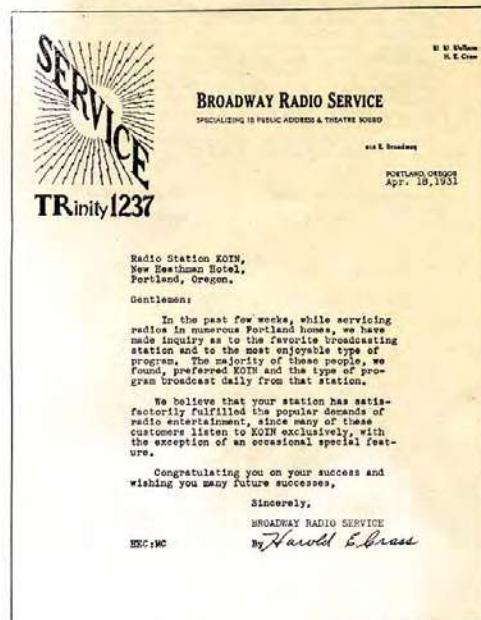 SERVICE
TRinity 1237
BROADWAY RADIO SERVICE
SPECIALIZING IN PUBLIC ADDRESS & THEATRE SOUND
E. Broadway
PORTLAND, OREGON
Apr. 18,1931
Radio Station KOIN,
New Heathman Hotel,
Portland, Oregon.
Gentlemen:
In the past few weeks, while servicing
radios in numerous Portland homes, we have
made inquiry as to the favorite broadcasting
station and to the most enjoyable type of
program. The majority of these people, we
found, preferred KOIN and the type of pro-
gram broadcast daily from that station.
We believe that your station has satis-
factorily fulfilled the popular demands of
radio entertainment, since many of these
customers listen to KOIN exclusively, with
the exception of an occasional special feat-
ure.
Congratulating you on your success and
wishing you many future successes,
Sincerely,
BROADWAY RADIO SERVICE
HEC:MC
By Harold E Crass